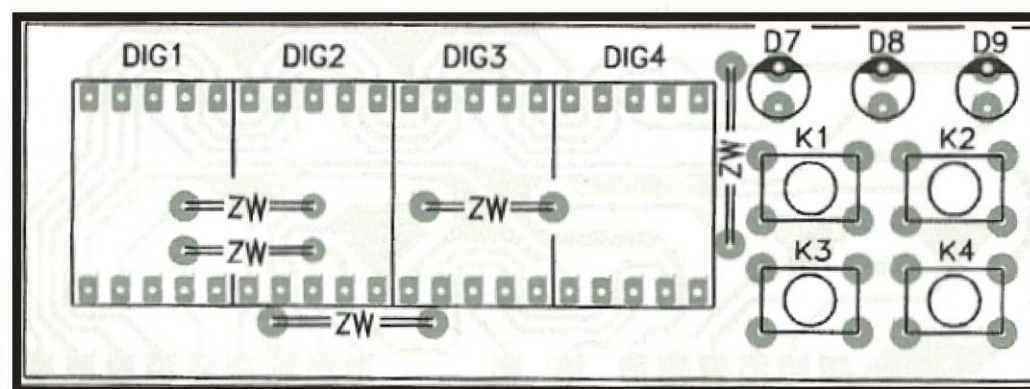 DIG1 DIG2 DIG3 DIG4 D7 D8 D9
K1 K2
ZW
ZW ZW
ZW
K3 K4
ZW